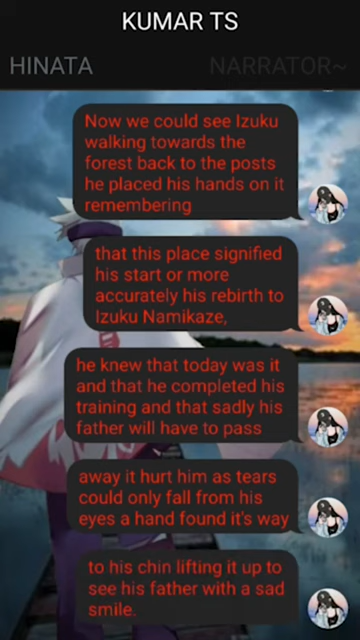 KUMAR TS
HINATA
NARRATOR~
Now we could see Izuku
walking towards the
forest back to the posts
he placed his hands on it
remembering
that this place signified
his start or more
accurately his rebirth to
Izuku Namikaze,
he knew that today was it
and that he completed his
training and that sadly his
father will have to pass
away it hurt him as tears
could only fall from his
eyes a hand found it's way
to his chin lifting it up to
see his father with a sad
smile.